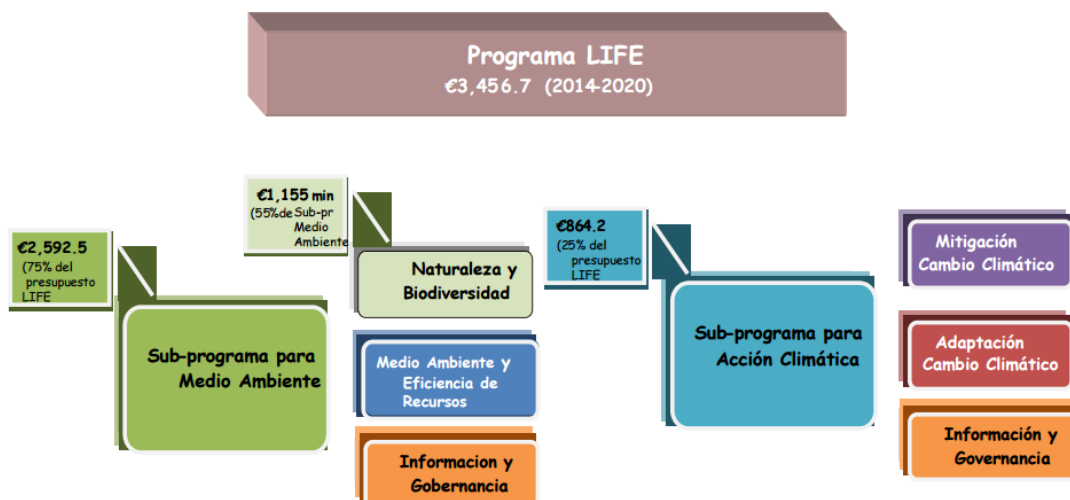 Programa LIFE
€3,456.7 (2014-2020)
€2,592.5
(75% del
presupuesto
LIFE
Sub-programa para
Medio Ambiente
€1,155 min
(55%de Sub-pr
Medio
Ambiente
Naturaleza y
Biodiversidad
Medio Ambiente y
Eficiencia de
Recursos
Informacion y
Gobernancia
€864.2
(25% del
presupuesto
LIFE
Sub-programa para
Acción Climática
Mitigación
Cambio Climático
Adaptación
Cambio Climático
Información y
Governancia